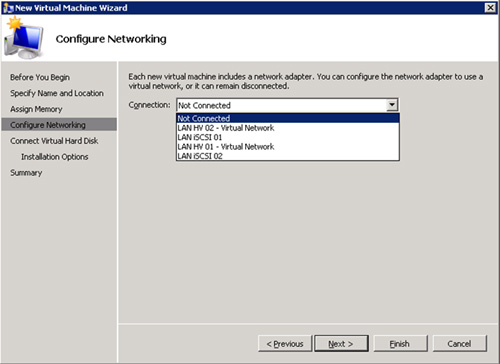 New Virtual Machine Wizard
Configure Networking
Before You Begin
Specify Name and Location
Assign Memory
Configure Networking
Connect Virtual Hard Disk
Installation Options
Summary
Each new virtual machine includes a network adapter. You can configure the network adapter to use a
virtual network, or it can remain disconnected.
Connection: Not Connected
Not Connected
LAN HV 02 - Virtual Network
LAN iSCSI 01
LAN HV 01 - Virtual Network
LAN iSCSI 02
< Previous Next > Finish Cancel